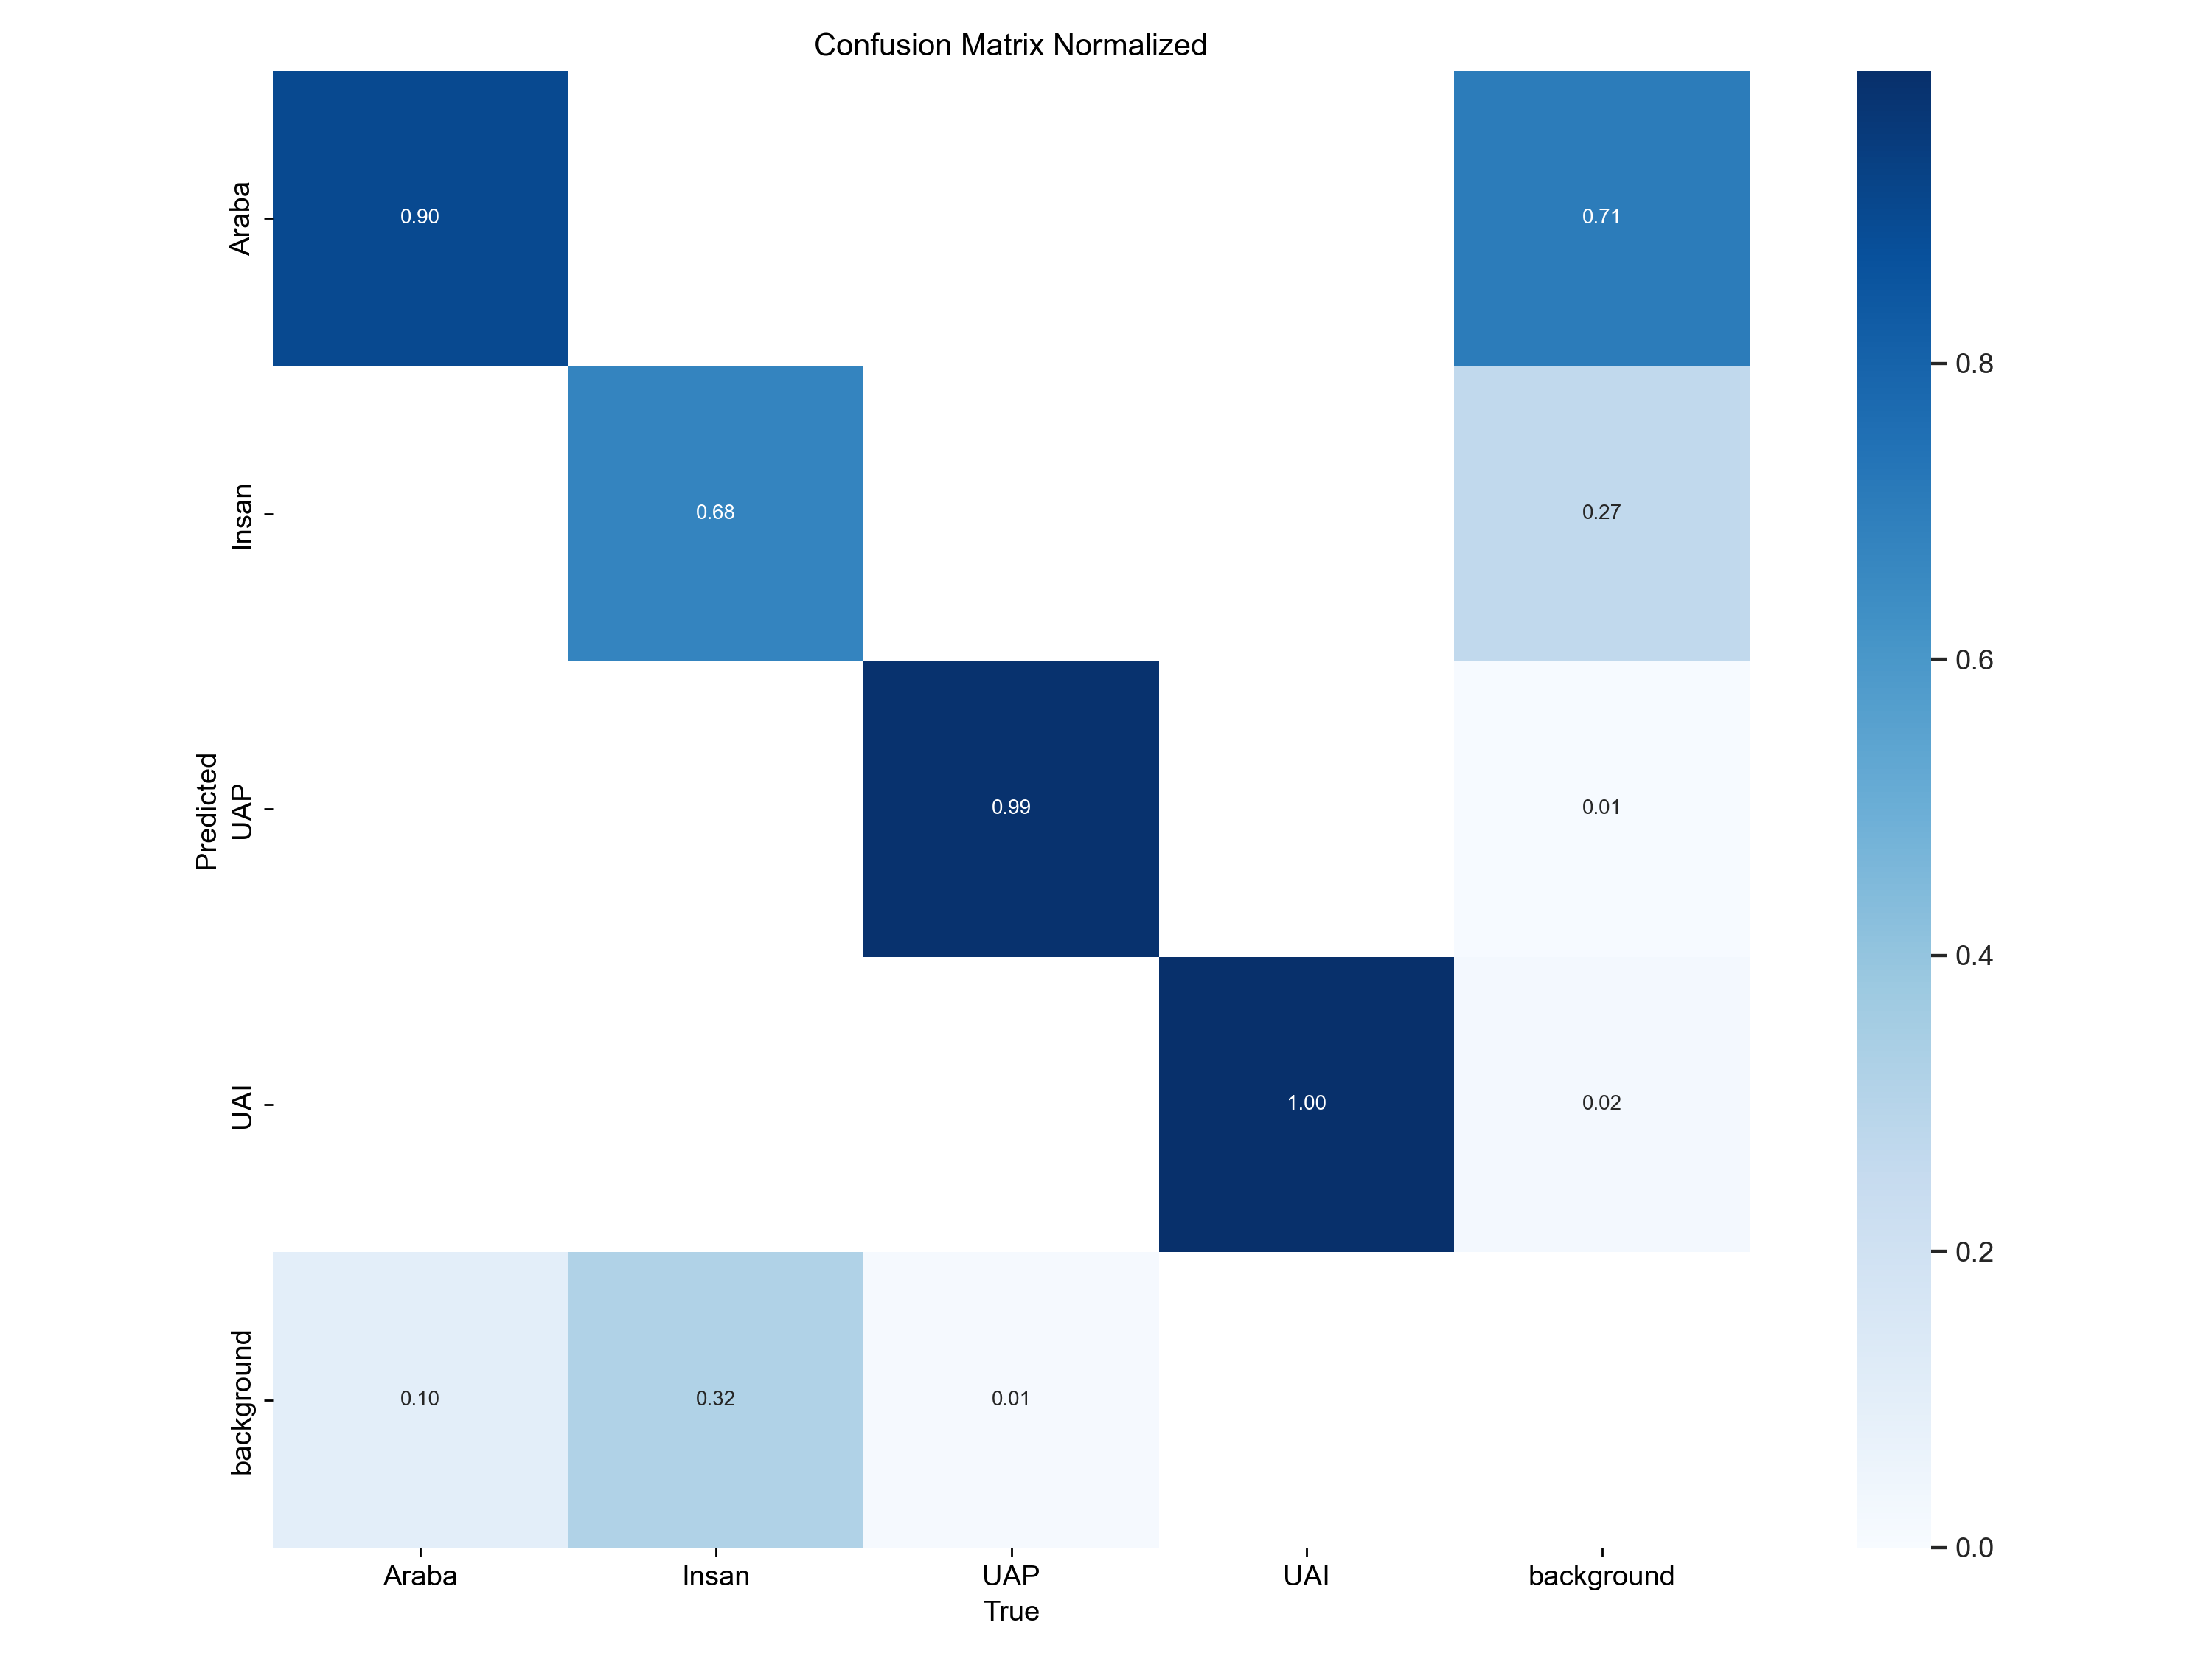 Confusion Matrix Normalized
Araba
0.90
0.71
0.8
Insan
0.68
0.27
0.6
Predicted
UAP
0.99
0.01
0.4
UAI
1.00
0.02
0.2
background
0.10
0.32
0.01
0.0
Araba
Insan
UAP
UAI
background
True